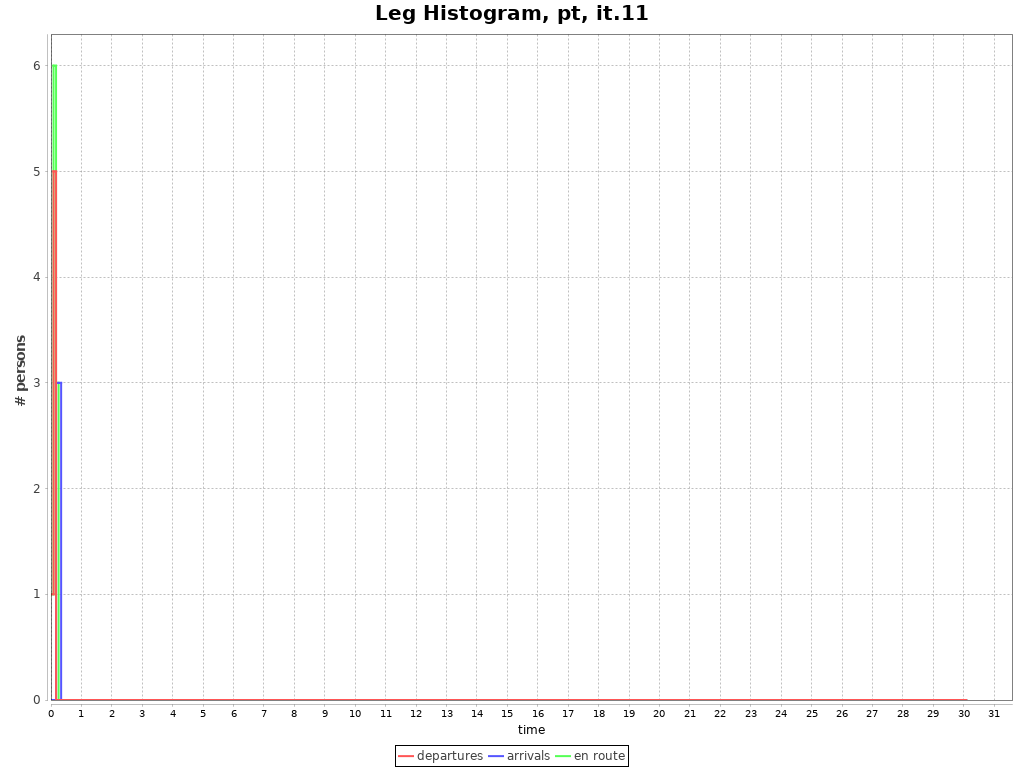 Leg Histogram, pt, it.11
# persons
6
5
4
3
2
1
0
0 1 2 3 4 5 6 7 8 9 10 11 12 13 14 15 16 17 18 19 20 21 22 23 24 25 26 27 28 29 30 31
time
departures arrivals en route